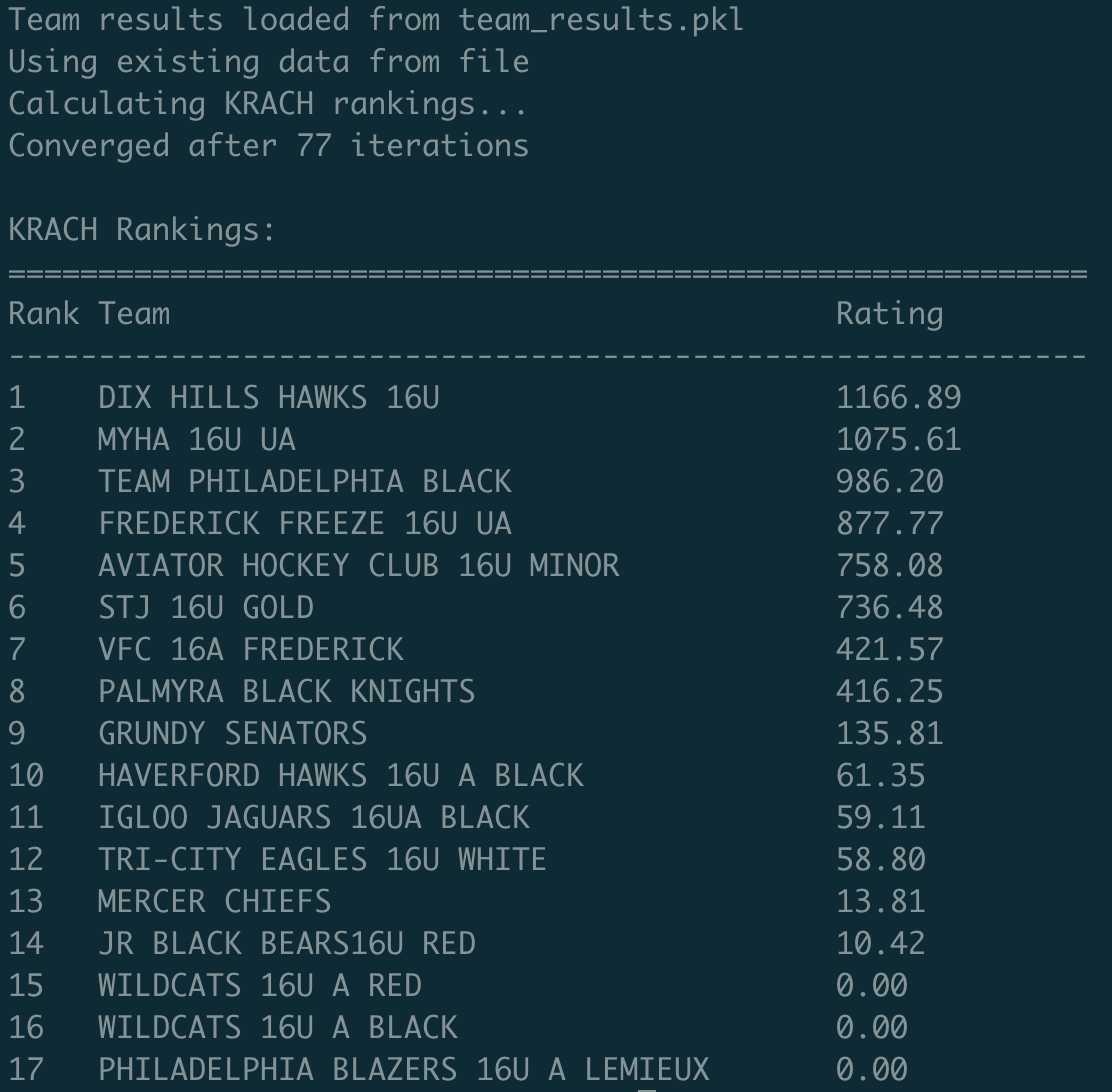 Team results loaded from team_results.pkl
Using existing data from file
Calculating KRACH rankings...
Converged after 77 iterations
KRACH Rankings:
============================================================
Rank Team                                     Rating
------------------------------------------------------------
1    DIX HILLS HAWKS 16U                      1166.89
2    MYHA 16U UA                              1075.61
3    TEAM PHILADELPHIA BLACK                  986.20
4    FREDERICK FREEZE 16U UA                  877.77
5    AVIATOR HOCKEY CLUB 16U MINOR            758.08
6    STJ 16U GOLD                             736.48
7    VFC 16A FREDERICK                        421.57
8    PALMYRA BLACK KNIGHTS                    416.25
9    GRUNDY SENATORS                          135.81
10   HAVERFORD HAWKS 16U A BLACK              61.35
11   IGLOO JAGUARS 16UA BLACK                 59.11
12   TRI-CITY EAGLES 16U WHITE                58.80
13   MERCER CHIEFS                            13.81
14   JR BLACK BEARS16U RED                    10.42
15   WILDCATS 16U A RED                       0.00
16   WILDCATS 16U A BLACK                     0.00
17   PHILADELPHIA BLAZERS 16U A LEMIEUX       0.00